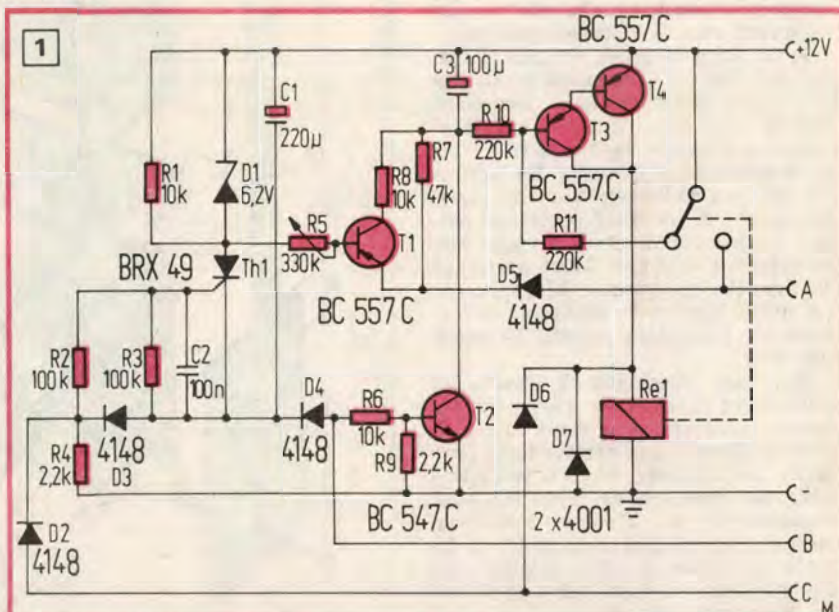 1
BC 557 C
+12V
C3 100µ
T4
C1
220µ
R10
220k
T3
R1
10k
D1
6,2V
R8
10k
R7
47k
BC 557.C
R5
330k
T1
R11
220k
BRX 49
Th1
BC 557 C
D5
4148
A
R2
100k
R3
100k
C2
100n
D4
4148
R6
10k
T2
D6
Re1
R4
2,2k
4148
D3
R9
2,2k
D7
-
D2
4148
BC 547 C
2 x 4001
B
C
M